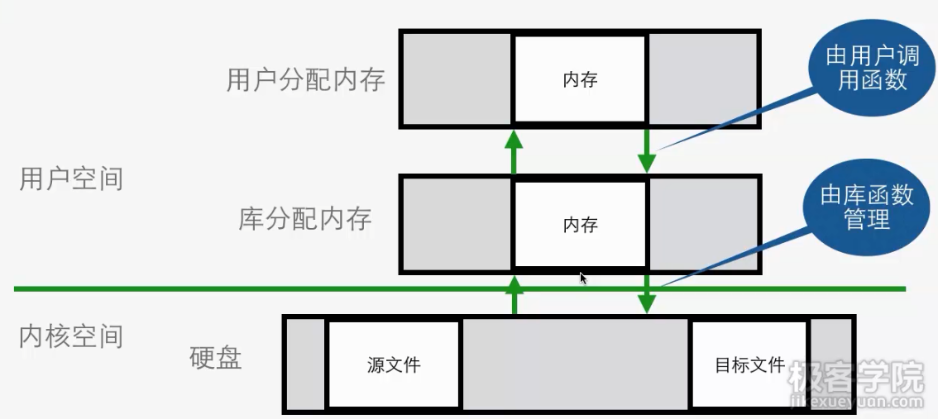 用户分配内存
内存
由用户调
用函数
用户空间
库分配内存
内存
由库函数
管理
内核空间
硬盘
源文件
目标文件
极客学院
jikexueyuan.com